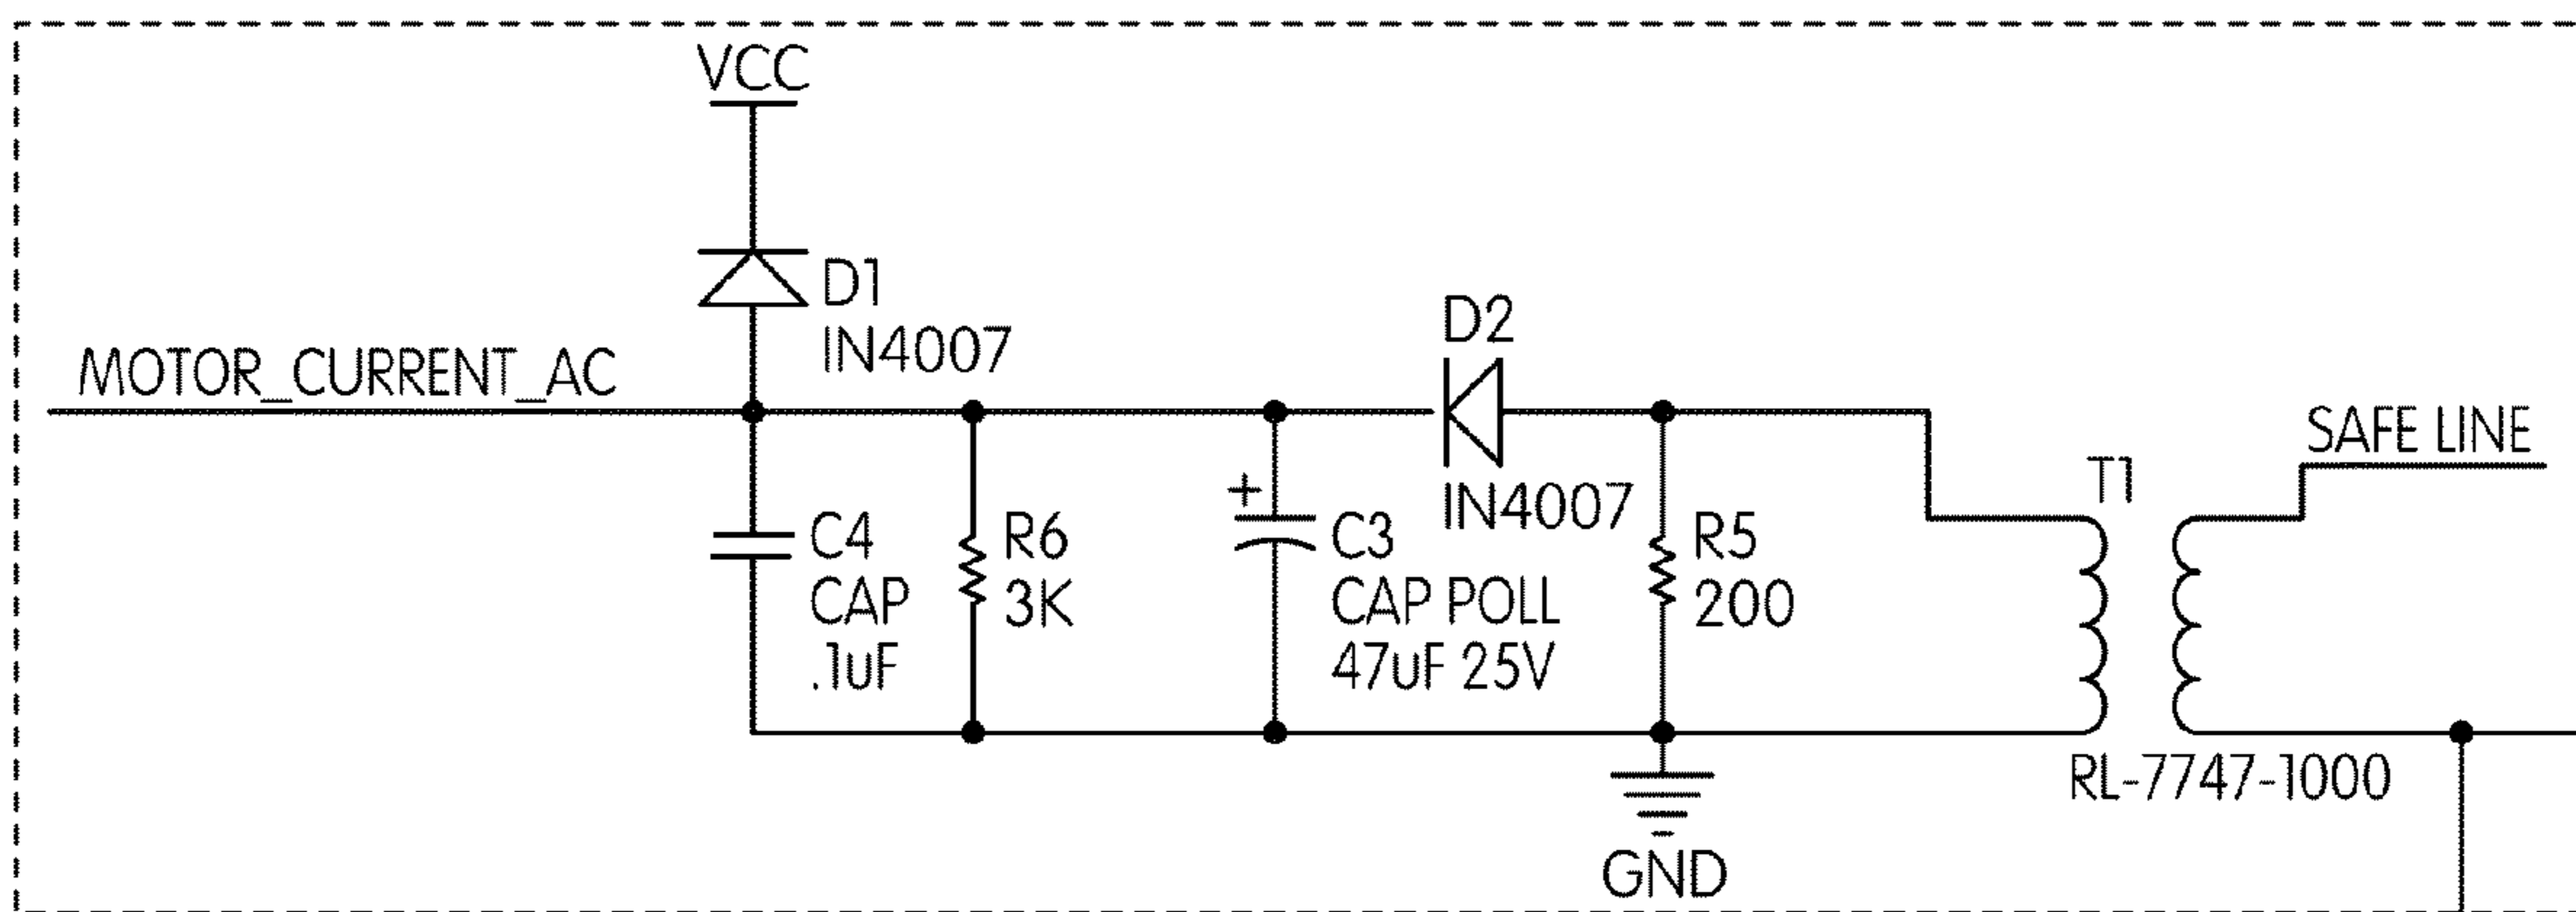 VCC
D1
IN4007
MOTOR_CURRENT_AC
D2
IN4007
SAFE LINE
T1
+
C4
CAP
.1uF
R6
3K
C3
CAP POLL
47uF 25V
R5
200
RL-7747-1000
GND